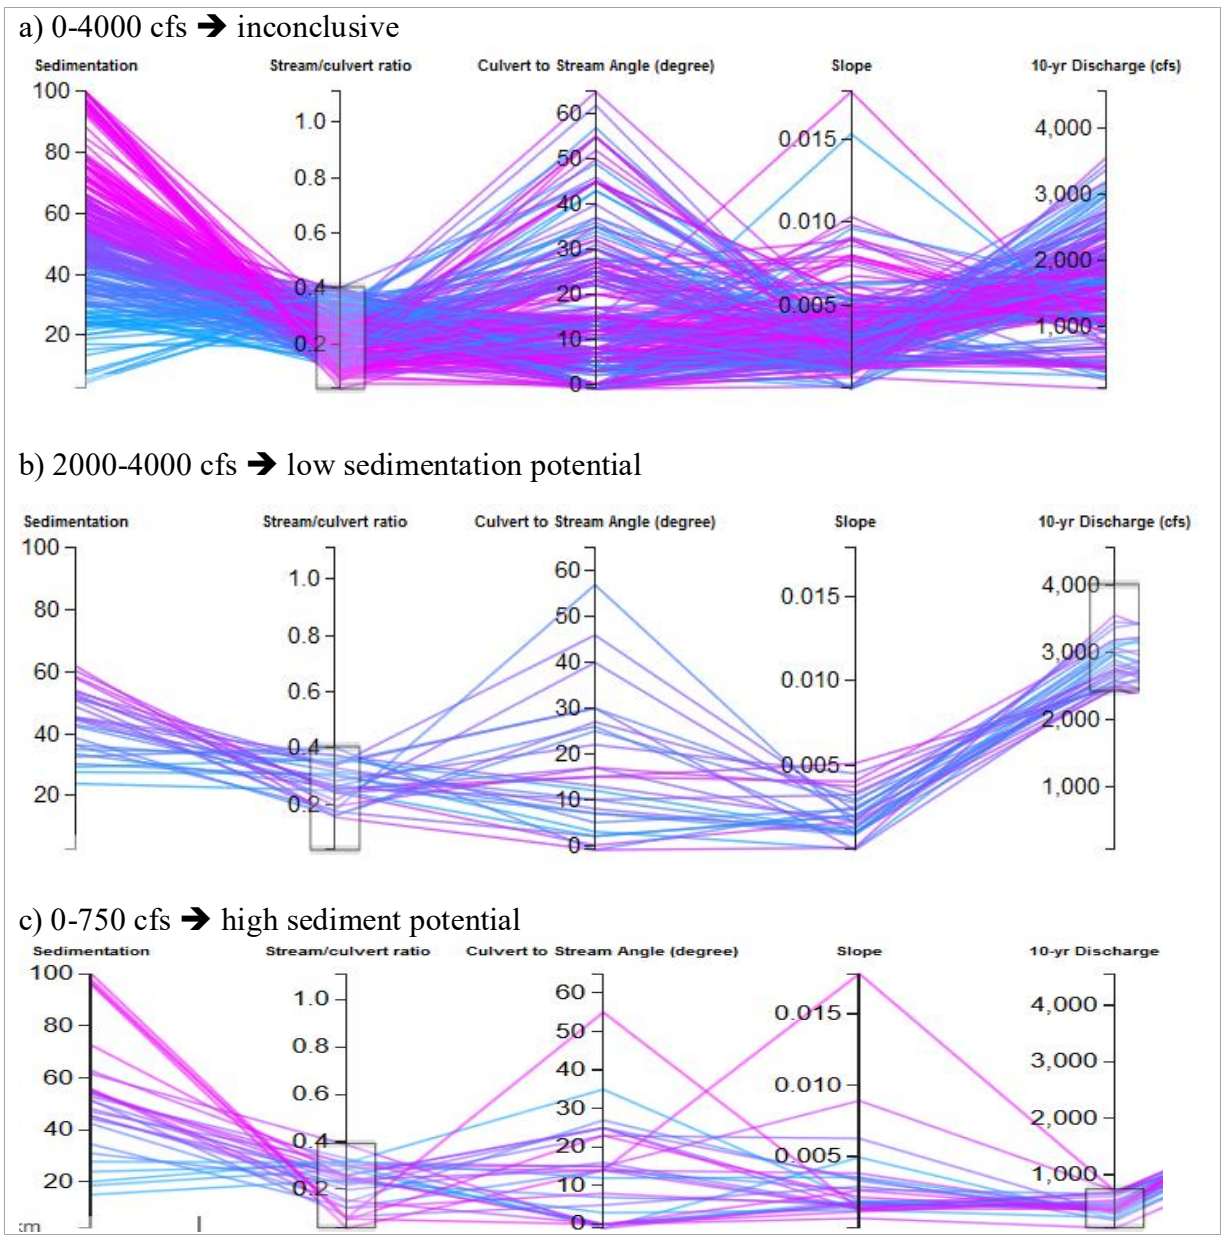 a) 0-4000 cfs ➔ inconclusive
Sedimentation Stream/culvert ratio Culvert to Stream Angle (degree) Slope 10-yr Discharge (cfs)
100 80 60 40 20
1.0 0.8 0.6 0.4 0.2
60 50 40 30 20 10 0
0.015 0.010 0.005
4,000 3,000 2,000 1,000
b) 2000-4000 cfs ➔ low sedimentation potential
Sedimentation Stream/culvert ratio Culvert to Stream Angle (degree) Slope 10-yr Discharge (cfs)
100 80 60 40 20
1.0 0.8 0.6 0.4 0.2
60 50 40 30 20 10 0
0.015 0.010 0.005
4,000 3,000 2,000 1,000
c) 0-750 cfs ➔ high sediment potential
Sedimentation Stream/culvert ratio Culvert to Stream Angle (degree) Slope 10-yr Discharge
100 80 60 40 20
1.0 0.8 0.6 0.4 0.2
60 50 40 30 20 10 0
0.015 0.010 0.005
4,000 3,000 2,000 1,000
km